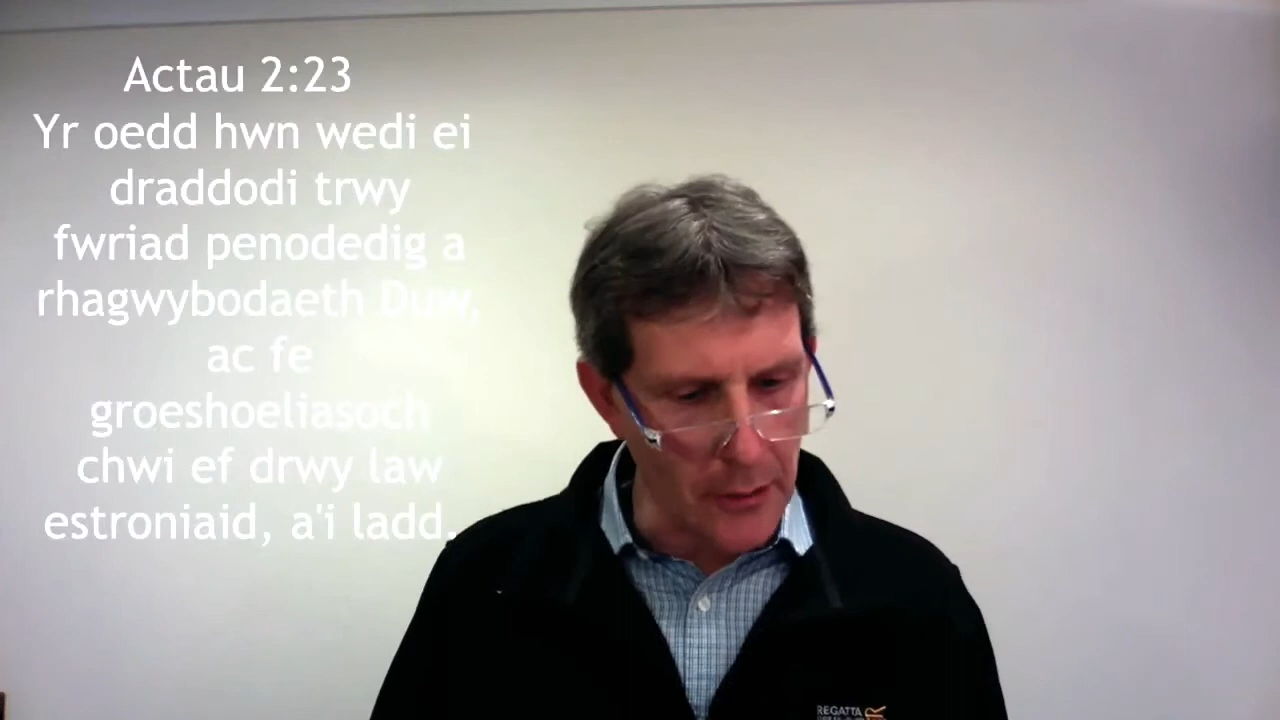 Actau 2:23
Yr oedd hwn wedi ei
draddodi trwy
fwriad penodedig a
rhagwybodaeth Duw,
ac fe
groeshoeliasoch
chwi ef drwy law
estroniaid, a'i ladd.
REGATTA